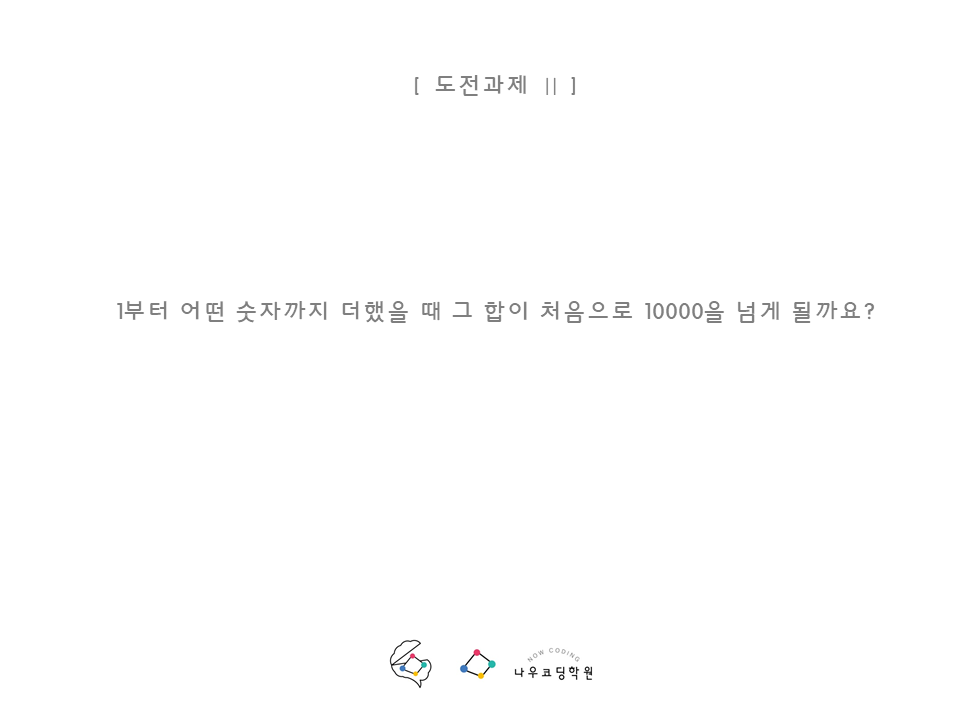 [ 도전과제 || ]
1부터 어떤 숫자까지 더했을 때 그 합이 처음으로 10000을 넘게 될까요?
NOW CODING
나우코딩학원